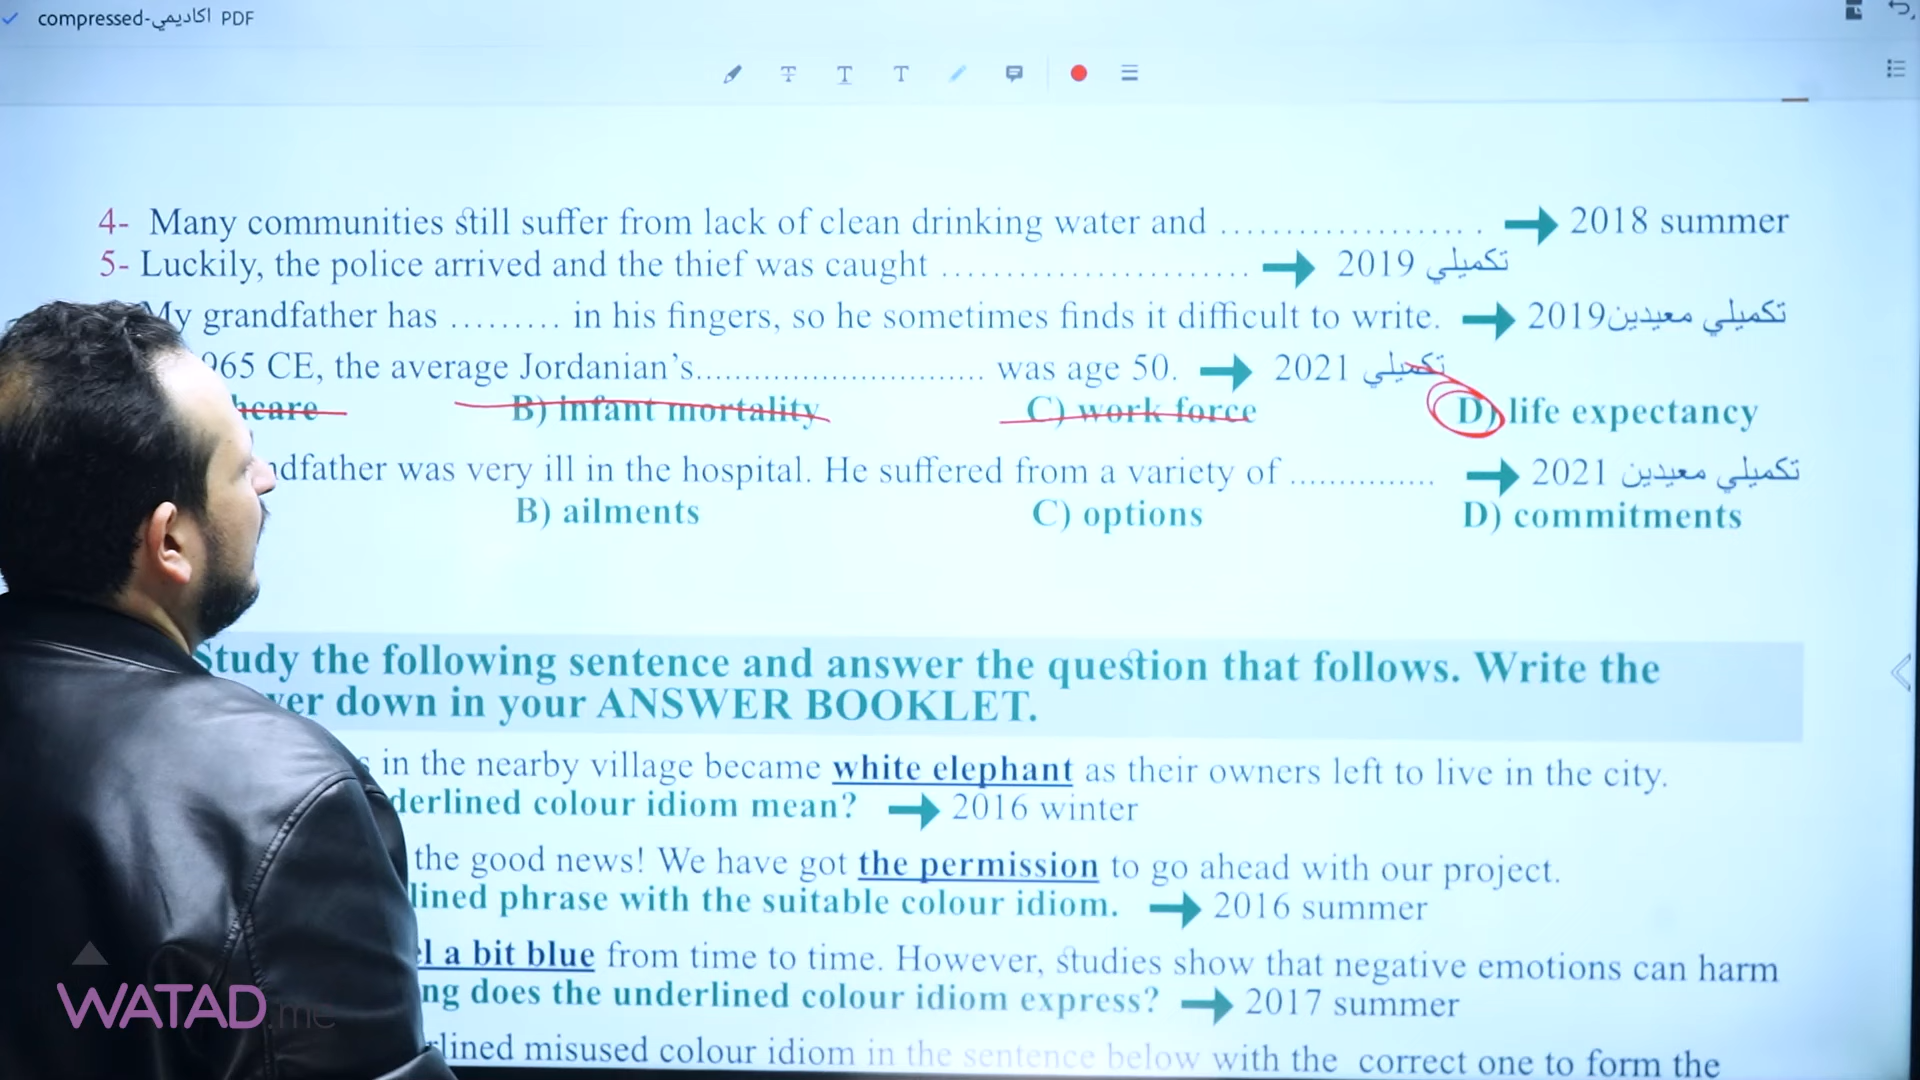 compressed-اكاديمي PDF
4- Many communities still suffer from lack of clean drinking water and .................... . 2018 summer
5- Luckily, the police arrived and the thief was caught ........................... 2019 تكميلي
My grandfather has ......... in his fingers, so he sometimes finds it difficult to write. 2019 تكميلي معيدين
965 CE, the average Jordanian's............................. was age 50. 2021 تكميلي
hcare B) infant mortality C) work force D) life expectancy
ndfather was very ill in the hospital. He suffered from a variety of ............... 2021 تكميلي معيدين
B) ailments C) options D) commitments
Study the following sentence and answer the question that follows. Write the
er down in your ANSWER BOOKLET.
s in the nearby village became white elephant as their owners left to live in the city.
derlined colour idiom mean? 2016 winter
the good news! We have got the permission to go ahead with our project.
lined phrase with the suitable colour idiom. 2016 summer
el a bit blue from time to time. However, studies show that negative emotions can harm
ng does the underlined colour idiom express? 2017 summer
rlined misused colour idiom in the sentence below with the correct one to form the
WATAD.me